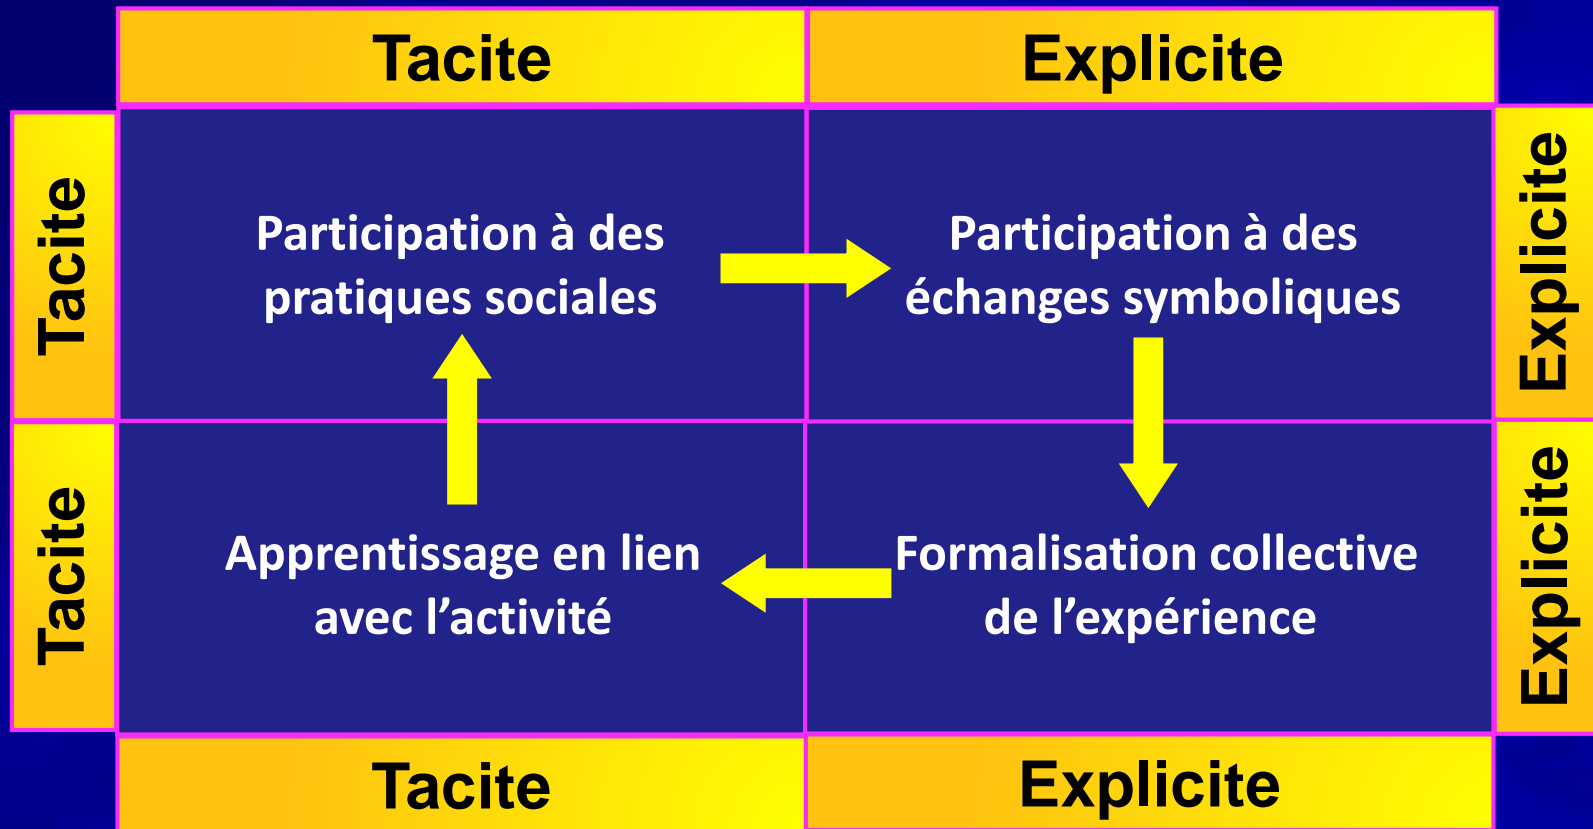 Tacite
Explicite
Tacite
Participation à des
pratiques sociales
Participation à des
échanges symboliques
Explicite
Tacite
Apprentissage en lien
avec l’activité
Formalisation collective
de l’expérience
Explicite
Tacite
Explicite